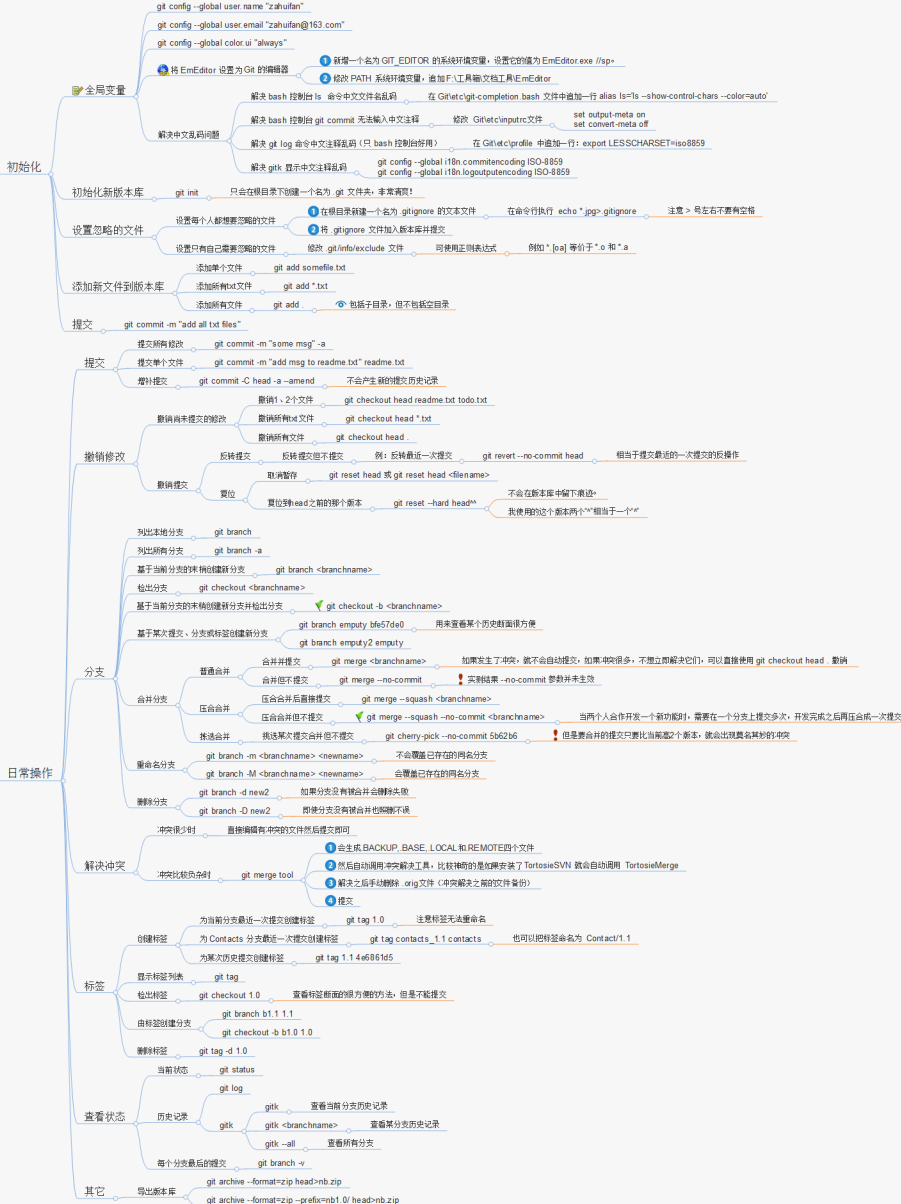 git config --global user.name "zahuifan"
git config --global user.email "zahuifan@163.com"
git config --global color.ui "always"
将 EmEditor 设置为 Git 的编辑器
1 新增一个名为 GIT_EDITOR 的系统环境变量，设置它的值为 EmEditor.exe //sp。
2 修改 PATH 系统环境变量，追加 F:\工具箱\文档工具\EmEditor
全局变量
解决中文乱码问题
解决 bash 控制台 ls 命令中文文件名乱码 在 Git\etc\git-completion.bash 文件中追加一行 alias ls='ls --show-control-chars --color=auto'
解决 bash 控制台 git commit 无法输入中文注释 修改 Git\etc\inputrc文件
set output-meta on
set convert-meta off
解决 git log 命令中文注释乱码（只 bash 控制台好用） 在 Git\etc\profile 中追加一行：export LESSCHARSET=iso8859
解决 gitk 显示中文注释乱码
git config --global i18n.commitencoding ISO-8859
git config --global i18n.logoutputencoding ISO-8859
初始化
初始化新版本库 git init 只会在根目录下创建一个名为 .git 文件夹，非常清爽！
设置忽略的文件
设置每个人都想要忽略的文件
1 在根目录新建一个名为 .gitignore 的文本文件 在命令行执行 echo *.jpg>.gitignore 注意 > 号左右不要有空格
2 将 .gitignore 文件加入版本库并提交
设置只有自己需要忽略的文件 修改 .git/info/exclude 文件 可使用正则表达式 例如 *.[oa] 等价于 *.o 和 *.a
添加新文件到版本库
添加单个文件 git add somefile.txt
添加所有txt文件 git add *.txt
添加所有文件 git add . 包括子目录，但不包括空目录
提交 git commit -m "add all txt files"
提交
提交所有修改 git commit -m "some msg" -a
提交单个文件 git commit -m "add msg to readme.txt" readme.txt
增补提交 git commit -C head -a --amend 不会产生新的提交历史记录
撤销修改
撤销尚未提交的修改
撤销1、2个文件 git checkout head readme.txt todo.txt
撤销所有txt文件 git checkout head *.txt
撤销所有文件 git checkout head .
撤销提交
反转提交 反转提交但不提交 例：反转最近一次提交 git revert --no-commit head 相当于提交最近的一次提交的反操作
复位
取消暂存 git reset head 或 git reset head <filename>
复位到head之前的那个版本 git reset --hard head^^
不会在版本库中留下痕迹。
我使用的这个版本两个"^"相当于一个"^"
日常操作
分支
列出本地分支 git branch
列出所有分支 git branch -a
基于当前分支的末梢创建新分支 git branch <branchname>
检出分支 git checkout <branchname>
基于当前分支的末梢创建新分支并检出分支 git checkout -b <branchname>
基于某次提交、分支或标签创建新分支
git branch emputy bfe57de0 用来查看某个历史断面很方便
git branch emputy2 emputy
合并分支
普通合并
合并并提交 git merge <branchname> 如果发生了冲突，就不会自动提交，如果冲突很多，不想立即解决它们，可以直接使用 git checkout head . 撤销
合并但不提交 git merge --no-commit 实测结果 --no-commit 参数并未生效
压合合并
压合合并后直接提交 git merge --squash <branchname>
压合合并但不提交 git merge --squash --no-commit <branchname> 当两个人合作开发一个新功能时，需要在一个分支上提交多次，开发完成之后再压合成一次提交
拣选合并 挑选某次提交合并但不提交 git cherry-pick --no-commit 5b62b6 但是要合并的提交只要比当前高2个版本，就会出现莫名其妙的冲突
重命名分支
git branch -m <branchname> <newname> 不会覆盖已存在的同名分支
git branch -M <branchname> <newname> 会覆盖已存在的同名分支
删除分支
git branch -d new2 如果分支没有被合并会删除失败
git branch -D new2 即使分支没有被合并也照删不误
解决冲突
冲突很少时 直接编辑有冲突的文件然后提交即可
冲突比较负杂时 git merge tool
1 会生成.BACKUP,.BASE,.LOCAL和.REMOTE四个文件
2 然后自动调用冲突解决工具，比较神奇的是如果安装了TortosieSVN 就会自动调用 TortosieMerge
3 解决之后手动删除 .orig文件（冲突解决之前的文件备份）
4 提交
标签
创建标签
为当前分支最近一次提交创建标签 git tag 1.0 注意标签无法重命名
为 Contacts 分支最近一次提交创建标签 git tag contacts_1.1 contacts 也可以把标签命名为 Contact/1.1
为某次历史提交创建标签 git tag 1.1 4e6861d5
显示标签列表 git tag
检出标签 git checkout 1.0 查看标签断面的很方便的方法，但是不能提交
由标签创建分支
git branch b1.1 1.1
git checkout -b b1.0 1.0
删除标签 git tag -d 1.0
查看状态
当前状态 git status
历史记录
git log
gitk
gitk 查看当前分支历史记录
gitk <branchname> 查看某分支历史记录
gitk --all 查看所有分支
每个分支最后的提交 git branch -v
其它 导出版本库
git archive --format=zip head>nb.zip
git archive --format=zip --prefix=nb1.0/ head>nb.zip